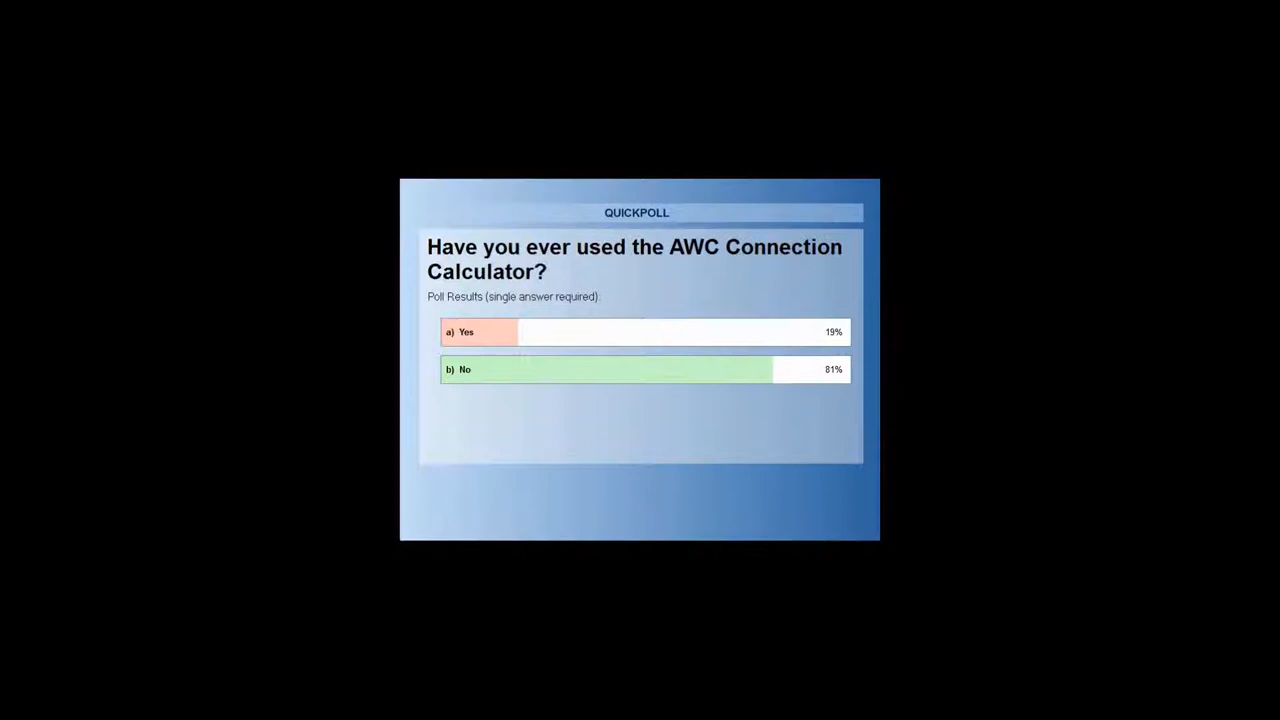 QUICKPOLL
Have you ever used the AWC Connection
Calculator?
Poll Results (single answer required).
a) Yes 19%
b) No 81%